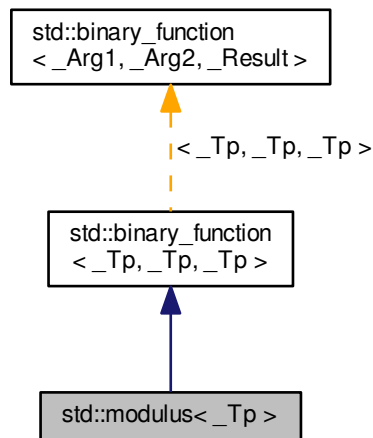 std::binary_function
< _Arg1, _Arg2, _Result >
< _Tp, _Tp, _Tp >
std::binary_function
< _Tp, _Tp, _Tp >
std::modulus< _Tp >